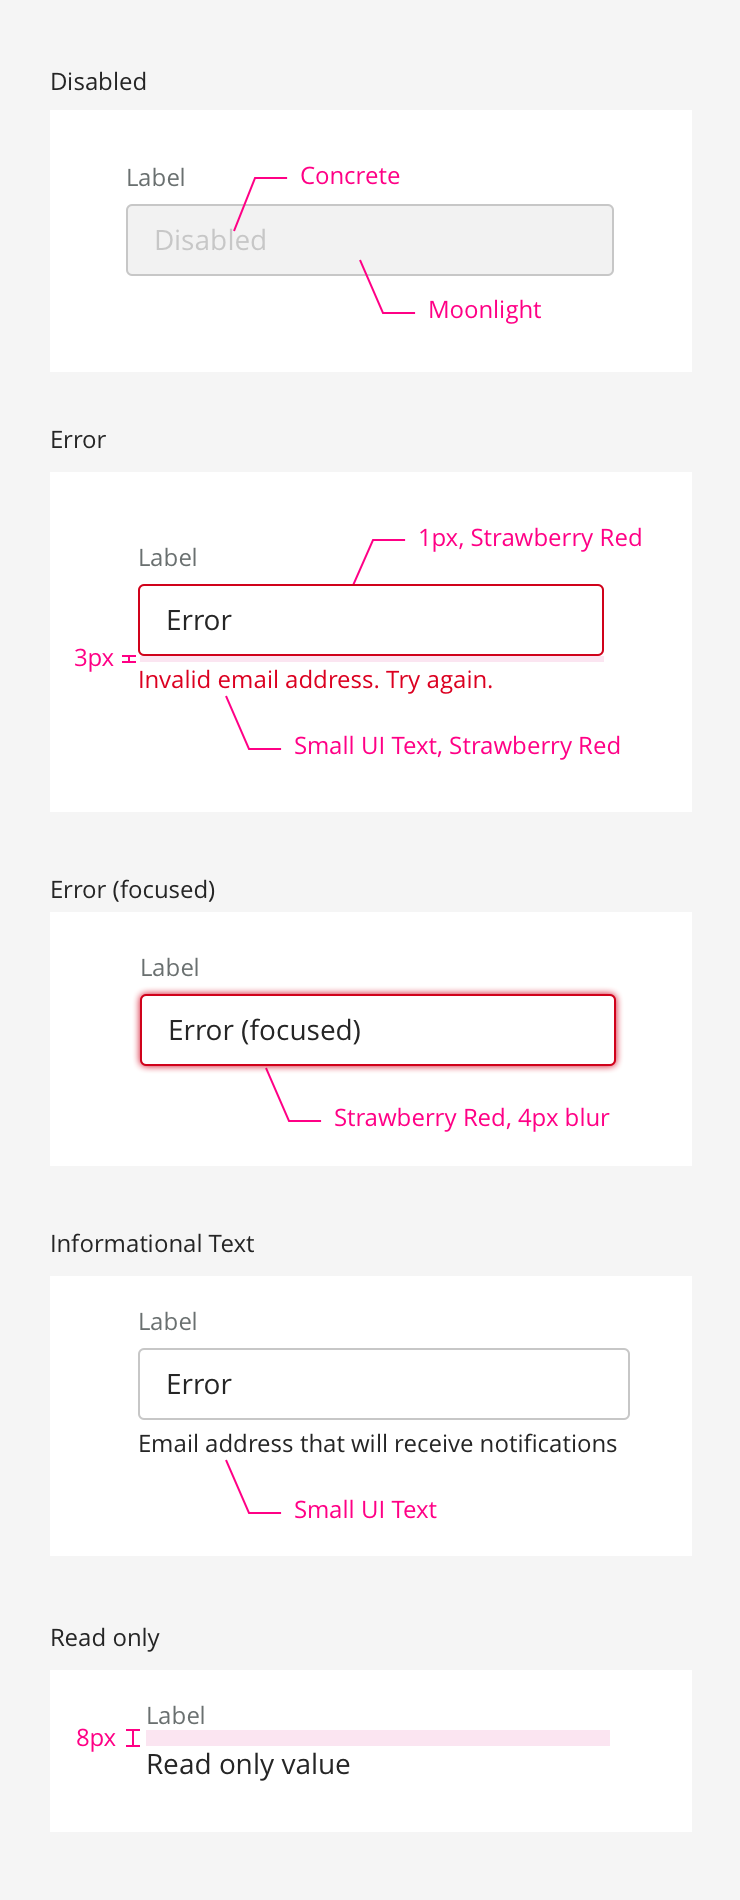 Disabled
Label
Concrete
Disabled
Moonlight
Error
1px, Strawberry Red
Label
Error
3px
Invalid email address. Try again.
Small UI Text, Strawberry Red
Error (focused)
Label
Error (focused)
Strawberry Red, 4px blur
Informational Text
Label
Error
Email address that will receive notifications
Small UI Text
Read only
Label
8px
Read only value